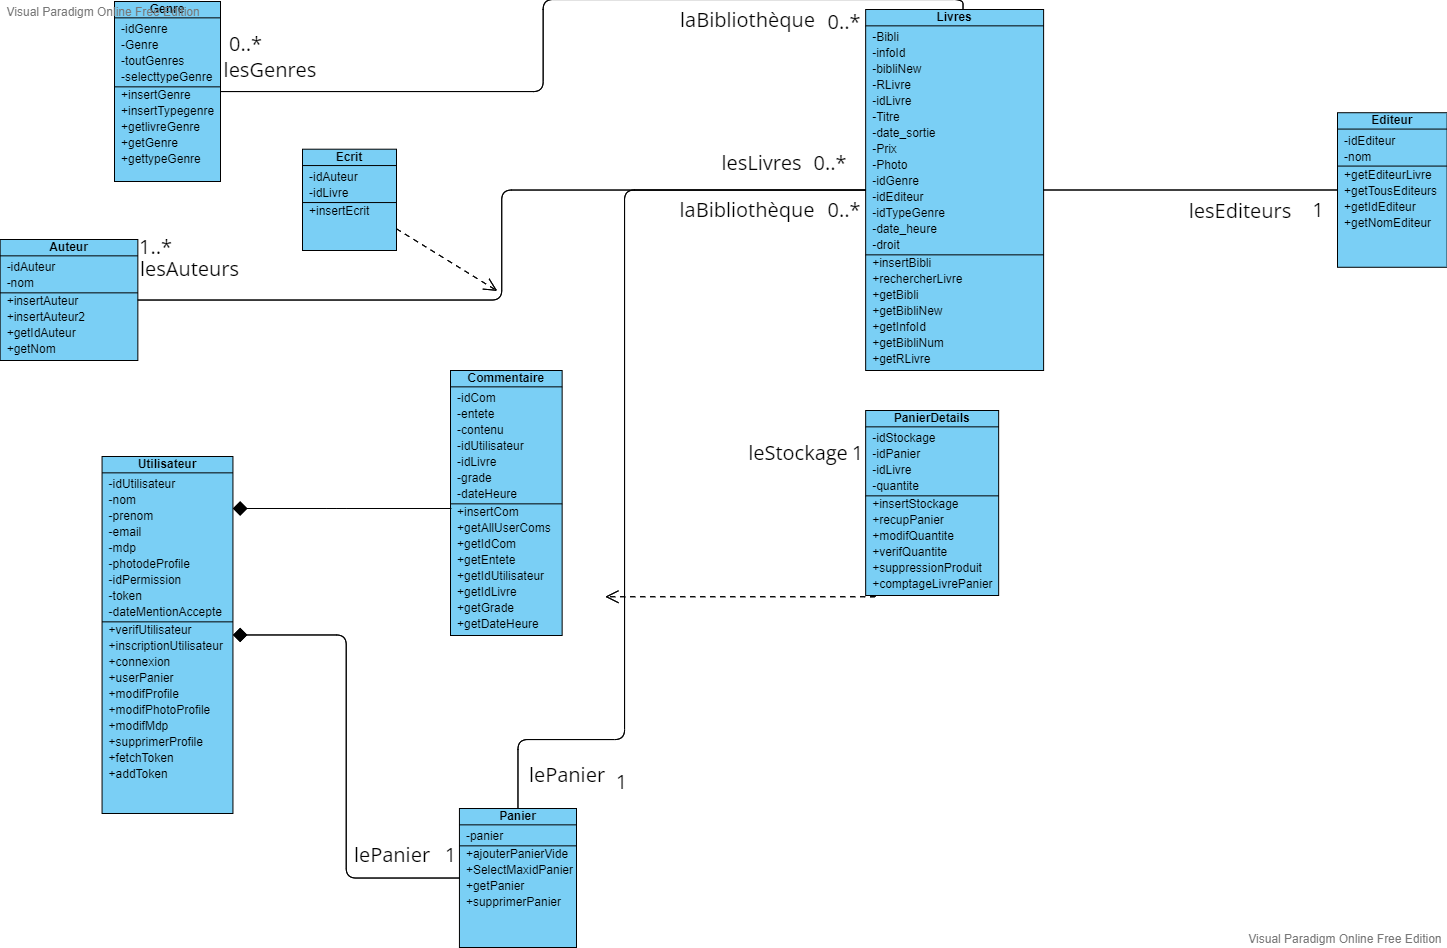 Visual Paradigm Online Free Edition
Genre
-idGenre
-Genre
-toutGenres
-selecttypeGenre
+insertGenre
+insertTypegenre
+getlivreGenre
+getGenre
+gettypeGenre
0..*
lesGenres
laBibliothèque 0..*
Livres
-Bibli
-infoId
-bibliNew
-RLivre
-idLivre
-Titre
-date_sortie
-Prix
-Photo
-idGenre
-idEditeur
-idTypeGenre
-date_heure
-droit
+insertBibli
+rechercherLivre
+getBibli
+getBibliNew
+getInfoId
+getBibliNum
+getRLivre
Editeur
-idEditeur
-nom
+getEditeurLivre
+getTousEditeurs
+getIdEditeur
+getNomEditeur
lesEditeurs 1
Ecrit
-idAuteur
-idLivre
+insertEcrit
lesLivres 0..*
laBibliothèque 0..*
Auteur
-idAuteur
-nom
+insertAuteur
+insertAuteur2
+getIdAuteur
+getNom
1..*
lesAuteurs
Commentaire
-idCom
-entete
-contenu
-idUtilisateur
-idLivre
-grade
-dateHeure
+insertCom
+getAllUserComs
+getIdCom
+getEntete
+getIdUtilisateur
+getIdLivre
+getGrade
+getDateHeure
leStockage 1
PanierDetails
-idStockage
-idPanier
-idLivre
-quantite
+insertStockage
+recupPanier
+modifQuantite
+verifQuantite
+suppressionProduit
+comptageLivrePanier
Utilisateur
-idUtilisateur
-nom
-prenom
-email
-mdp
-photodeProfile
-idPermission
-token
-dateMentionAccepte
+verifUtilisateur
+inscriptionUtilisateur
+connexion
+userPanier
+modifProfile
+modifPhotoProfile
+modifMdp
+supprimerProfile
+fetchToken
+addToken
lePanier 1
lePanier 1
Panier
-panier
+ajouterPanierVide
+SelectMaxidPanier
+getPanier
+supprimerPanier
Visual Paradigm Online Free Edition